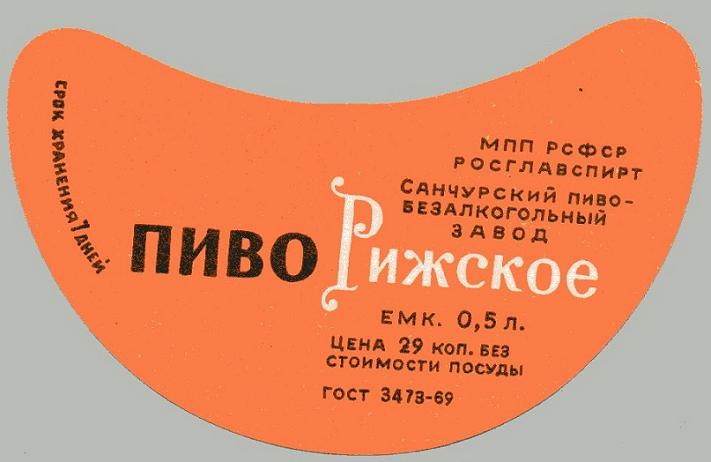 СРОК ХРАНЕНИЯ 7 ДНЕЙ
МПП РСФСР
РОСГЛАВСПИРТ
САНЧУРСКИЙ ПИВО-
БЕЗАЛКОГОЛЬНЫЙ
ЗАВОД
ПИВО Рижское
ЕМК. 0,5 л.
ЦЕНА 29 КОП. БЕЗ
СТОИМОСТИ ПОСУДЫ
ГОСТ 3473-69